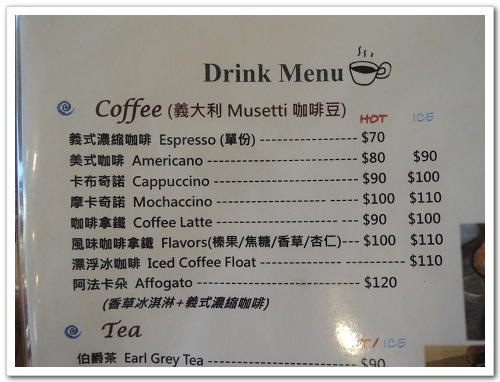 Drink Menu
Coffee (義大利 Musetti 咖啡豆) HOT ICE
義式濃縮咖啡 Espresso (單份) ------------------ $70
美式咖啡 Americano ----------------------------- $80 $90
卡布奇諾 Cappuccino --------------------------- $90 $100
摩卡奇諾 Mochaccino --------------------- ----- $100 $110
咖啡拿鐵 Coffee Latte -------------------- ----- $90 $100
風味咖啡拿鐵 Flavors(榛果/焦糖/香草/杏仁)--- $100 $110
漂浮冰咖啡 Iced Coffee Float ---------- ---------------- $110
阿法卡朵 Affogato ----------------------------- $120
(香草冰淇淋+義式濃縮咖啡)
Tea ICE
伯爵茶 Earl Grey Tea ------------------------ $90